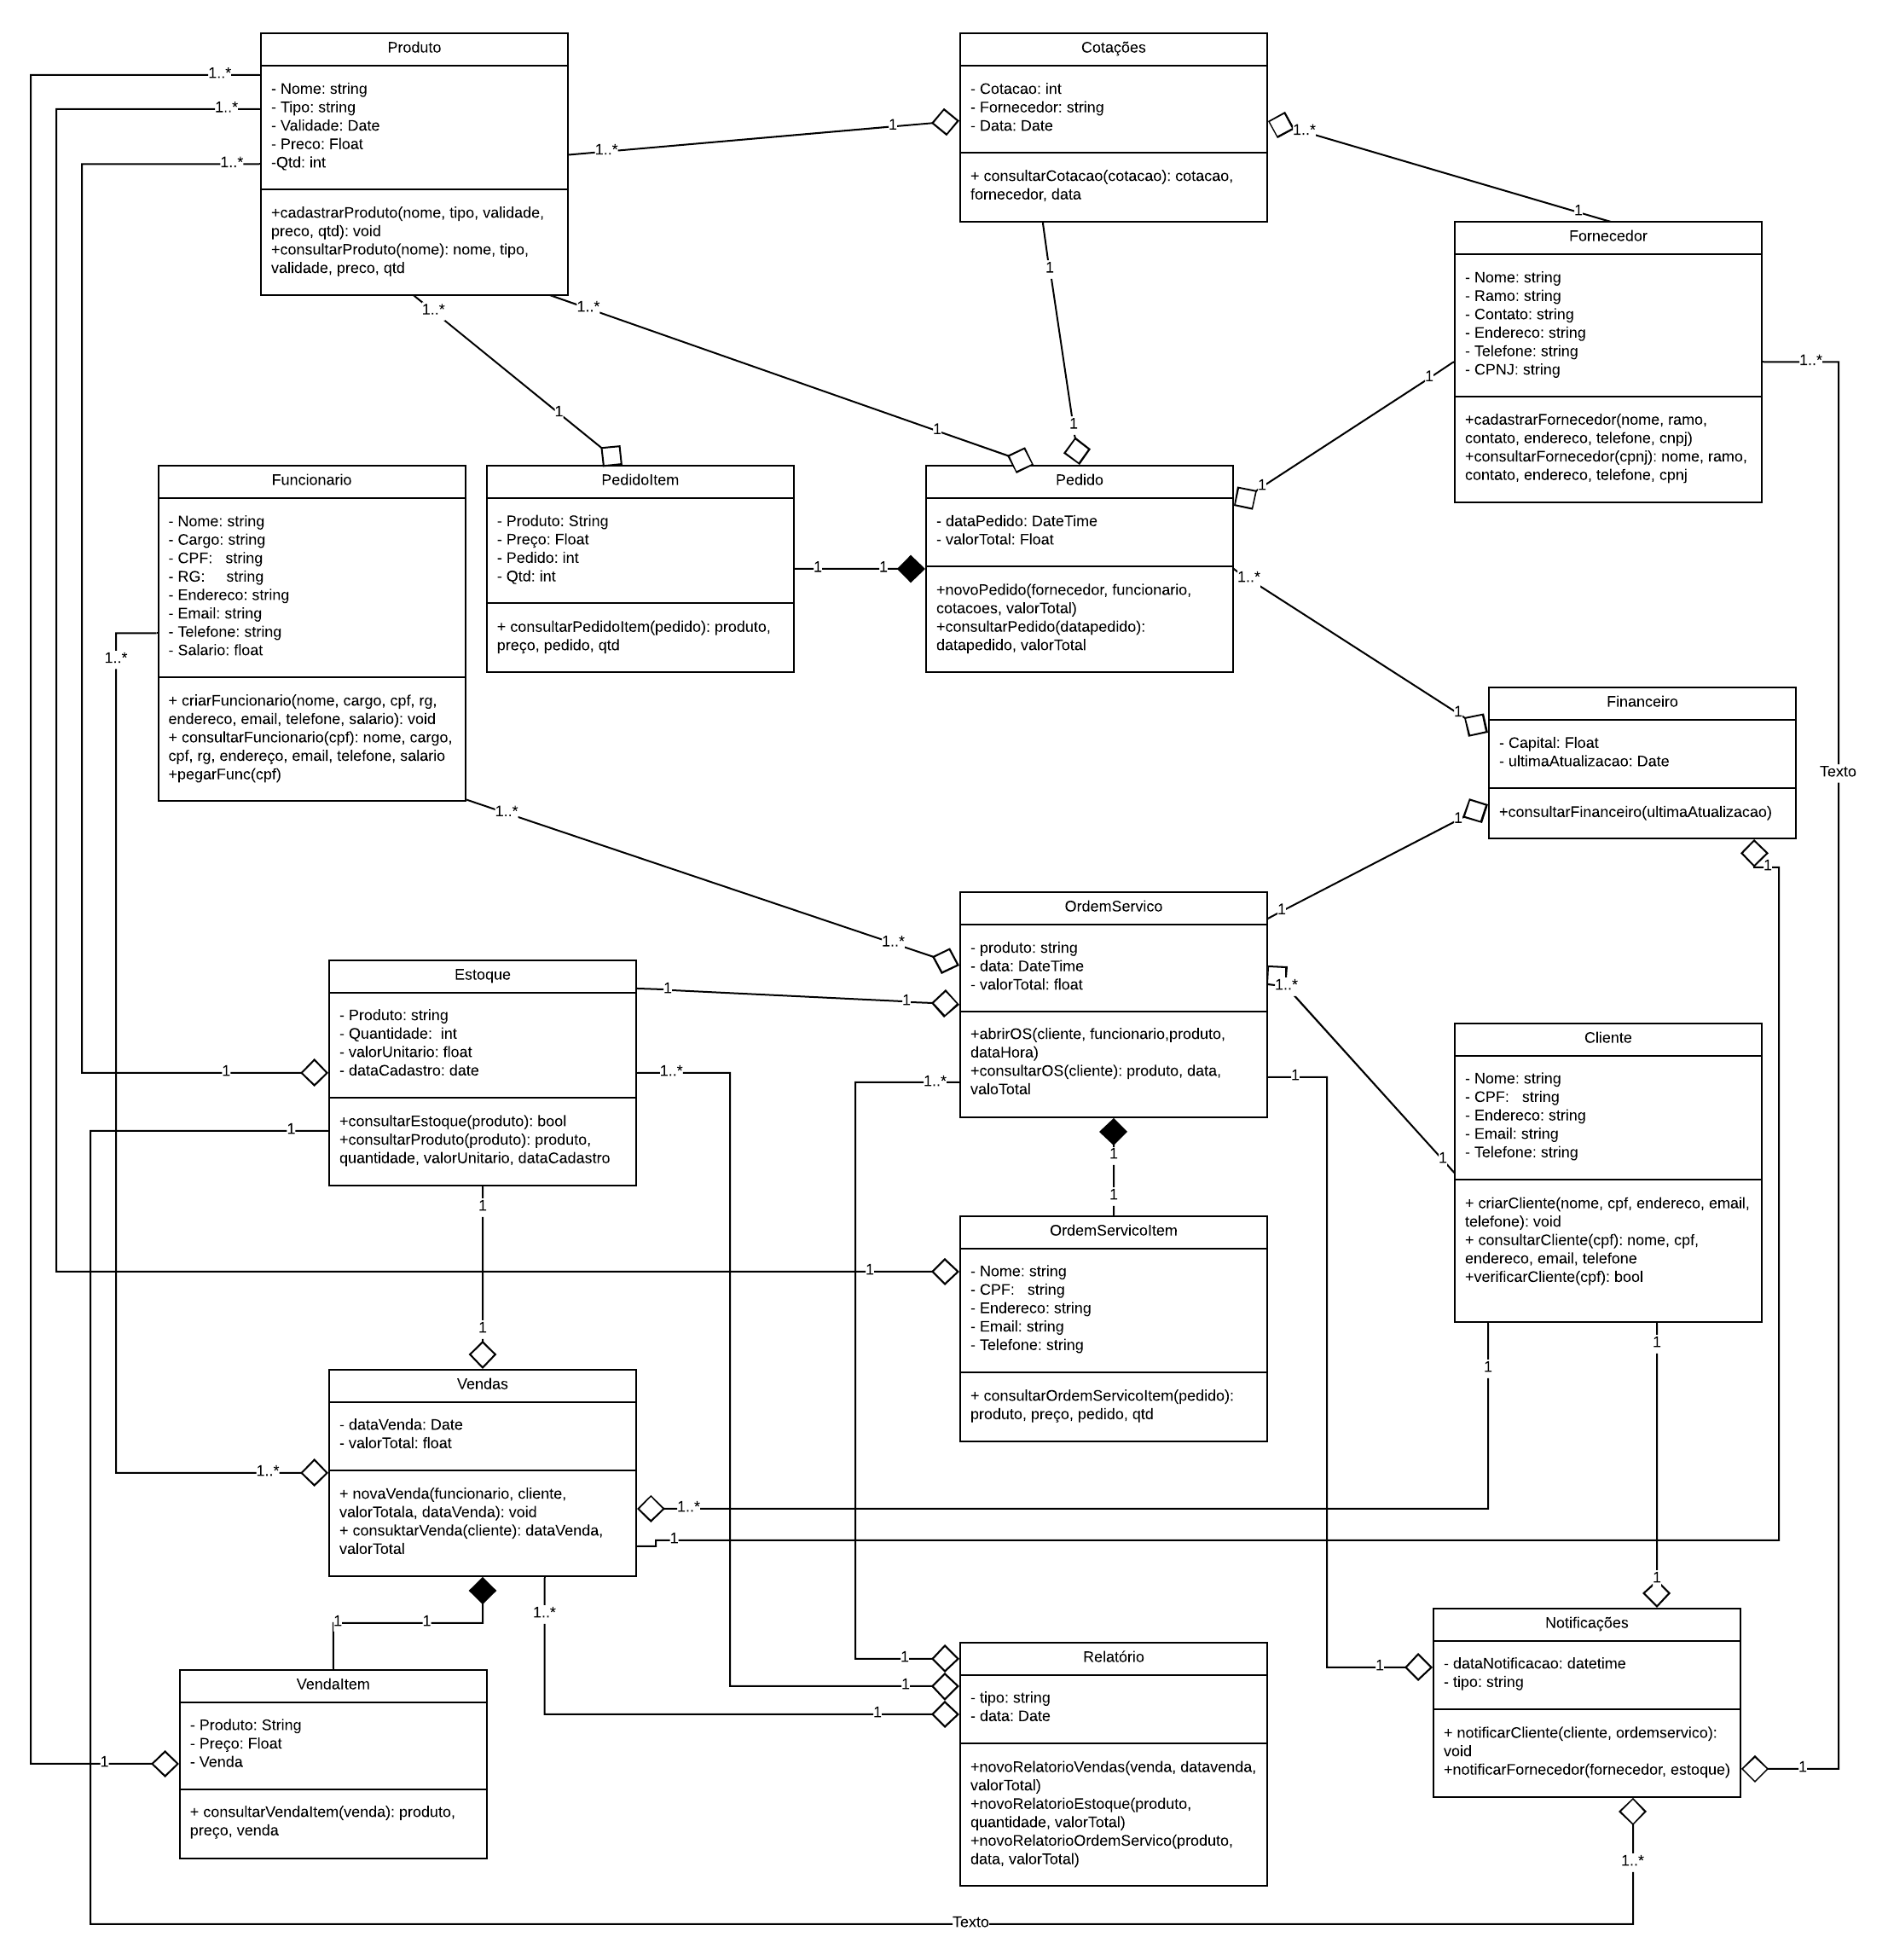 Produto
- Nome: string
- Tipo: string
- Validade: Date
- Preco: Float
-Qtd: int
+cadastrarProduto(nome, tipo, validade,
preco, qtd): void
+consultarProduto(nome): nome, tipo,
validade, preco, qtd
1..*
1..*
1..*
1..*
1
1..*
1
1..*
1
Cotações
- Cotacao: int
- Fornecedor: string
- Data: Date
+ consultarCotacao(cotacao): cotacao,
fornecedor, data
1..*
1
1
1
Fornecedor
- Nome: string
- Ramo: string
- Contato: string
- Endereco: string
- Telefone: string
- CPNJ: string
+cadastrarFornecedor(nome, ramo,
contato, endereco, telefone, cnpj)
+consultarFornecedor(cpnj): nome, ramo,
contato, endereco, telefone, cpnj
1..*
1
1
Funcionario
- Nome: string
- Cargo: string
- CPF:   string
- RG:     string
- Endereco: string
- Email: string
- Telefone: string
- Salario: float
+ criarFuncionario(nome, cargo, cpf, rg,
endereco, email, telefone, salario): void
+ consultarFuncionario(cpf): nome, cargo,
cpf, rg, endereço, email, telefone, salario
+pegarFunc(cpf)
1..*
1..*
1..*
PedidoItem
- Produto: String
- Preço: Float
- Pedido: int
- Qtd: int
+ consultarPedidoItem(pedido): produto,
preço, pedido, qtd
1
1
Pedido
- dataPedido: DateTime
- valorTotal: Float
+novoPedido(fornecedor, funcionario,
cotacoes, valorTotal)
+consultarPedido(datapedido):
datapedido, valorTotal
1..*
1
Financeiro
- Capital: Float
- ultimaAtualizacao: Date
+consultarFinanceiro(ultimaAtualizacao)
Texto
1
1
1
OrdemServico
- produto: string
- data: DateTime
- valorTotal: float
+abrirOS(cliente, funcionario,produto,
dataHora)
+consultarOS(cliente): produto, data,
valoTotal
1..*
1
1..*
1
1
1
Estoque
- Produto: string
- Quantidade:  int
- valorUnitario: float
- dataCadastro: date
+consultarEstoque(produto): bool
+consultarProduto(produto): produto,
quantidade, valorUnitario, dataCadastro
1
1
1
1..*
1
1
1
Cliente
- Nome: string
- CPF:   string
- Endereco: string
- Email: string
- Telefone: string
+ criarCliente(nome, cpf, endereco, email,
telefone): void
+ consultarCliente(cpf): nome, cpf,
endereco, email, telefone
+verificarCliente(cpf): bool
1
1
OrdemServicoItem
- Nome: string
- CPF:   string
- Endereco: string
- Email: string
- Telefone: string
+ consultarOrdemServicoItem(pedido):
produto, preço, pedido, qtd
1
Vendas
- dataVenda: Date
- valorTotal: float
+ novaVenda(funcionario, cliente,
valorTotala, dataVenda): void
+ consuktarVenda(cliente): dataVenda,
valorTotal
1..*
1..*
1
1..*
1
1
VendaItem
- Produto: String
- Preço: Float
- Venda
+ consultarVendaItem(venda): produto,
preço, venda
1
Relatório
- tipo: string
- data: Date
+novoRelatorioVendas(venda, datavenda,
valorTotal)
+novoRelatorioEstoque(produto,
quantidade, valorTotal)
+novoRelatorioOrdemServico(produto,
data, valorTotal)
1
1
1
Notificações
- dataNotificacao: datetime
- tipo: string
+ notificarCliente(cliente, ordemservico):
void
+notificarFornecedor(fornecedor, estoque)
1
1
1
1..*
Texto